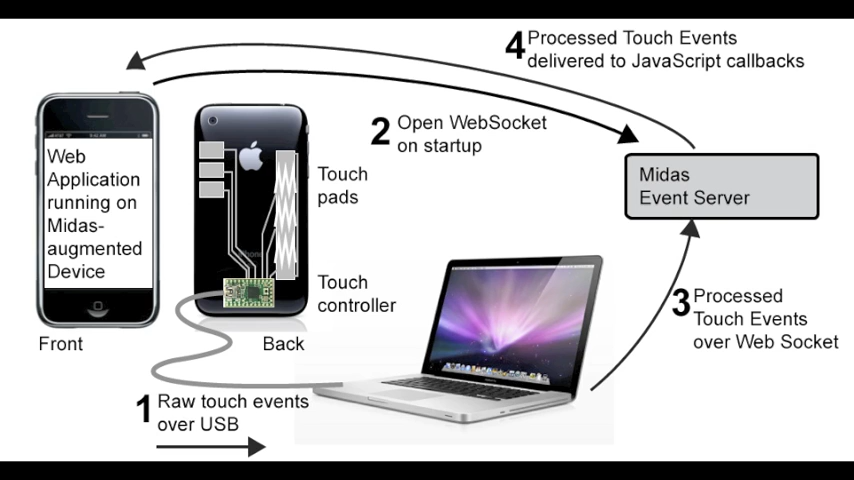 4 Processed Touch Events
delivered to JavaScript callbacks
2 Open WebSocket
on startup
Web
Application
running on
Midas-
augmented
Device
Touch
pads
Midas
Event Server
Touch
controller
3 Processed
Touch Events
over Web Socket
Front
Back
1 Raw touch events
over USB